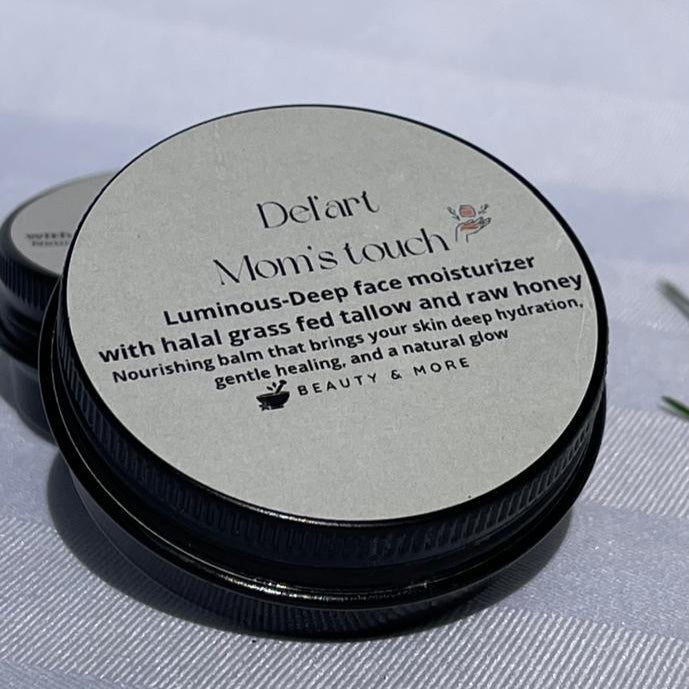 Del'art
Mom's touch
Luminous-Deep face moisturizer
with halal grass fed tallow and raw honey
Nourishing balm that brings your skin deep hydration,
gentle healing, and a natural glow
BEAUTY & MORE
with